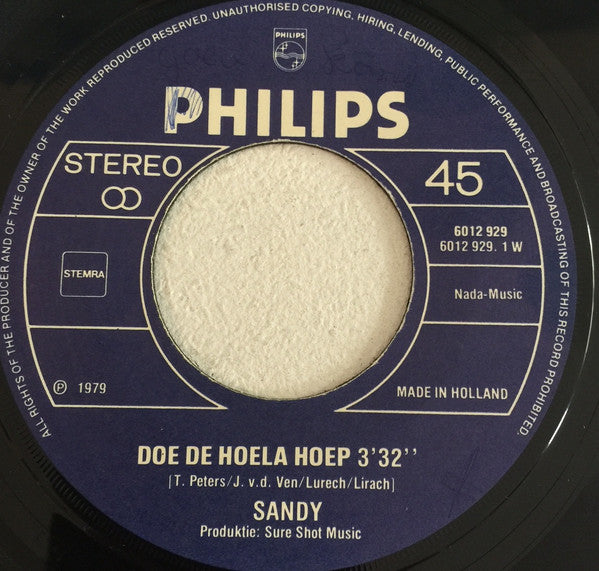 ALL RIGHTS OF THE PRODUCER AND OF THE OWNER OF THE WORK REPRODUCED RESERVED. UNAUTHORISED COPYING, HIRING, LENDING, PUBLIC PERFORMANCE AND BROADCASTING OF THIS RECORD PROHIBITED.
PHILIPS
PHILIPS
STEREO
45
6012 929
6012 929. 1 W
STEMRA
Nada-Music
℗ 1979
MADE IN HOLLAND
DOE DE HOELA HOEP 3'32''
[T. Peters/J. v.d. Ven/Lurech/Lirach]
SANDY
Produktie: Sure Shot Music